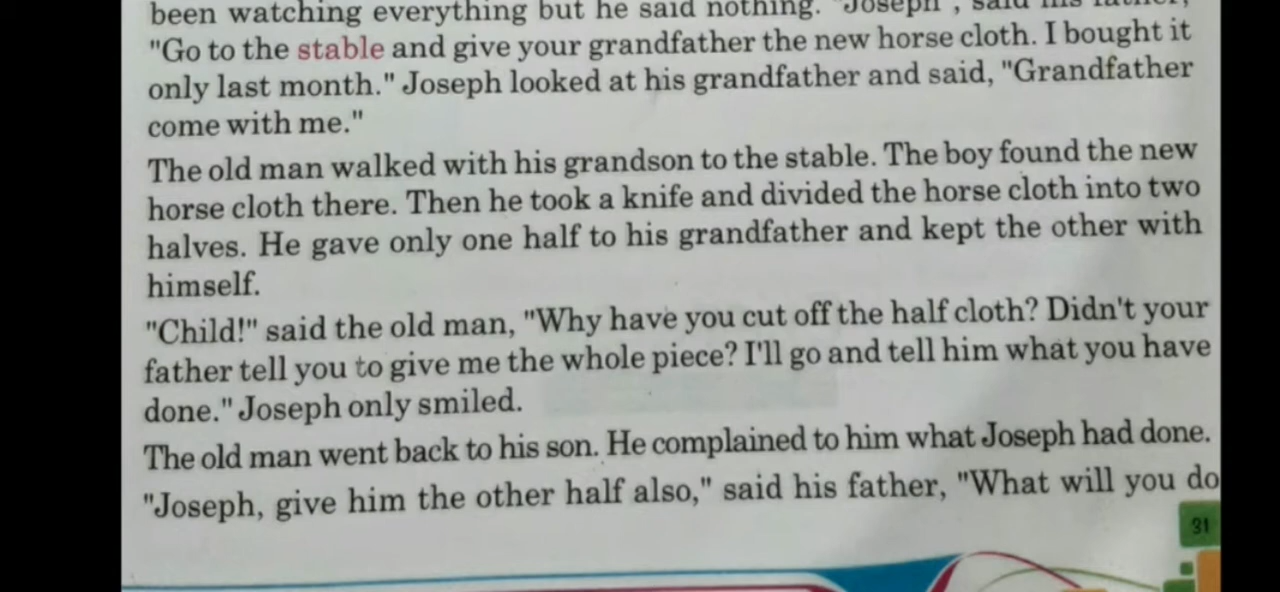 been watching everything but he said nothing. "Joseph", said his father,
"Go to the stable and give your grandfather the new horse cloth. I bought it
only last month." Joseph looked at his grandfather and said, "Grandfather
come with me."
The old man walked with his grandson to the stable. The boy found the new
horse cloth there. Then he took a knife and divided the horse cloth into two
halves. He gave only one half to his grandfather and kept the other with
himself.
"Child!" said the old man, "Why have you cut off the half cloth? Didn't your
father tell you to give me the whole piece? I'll go and tell him what you have
done." Joseph only smiled.
The old man went back to his son. He complained to him what Joseph had done.
"Joseph, give him the other half also," said his father, "What will you do
31